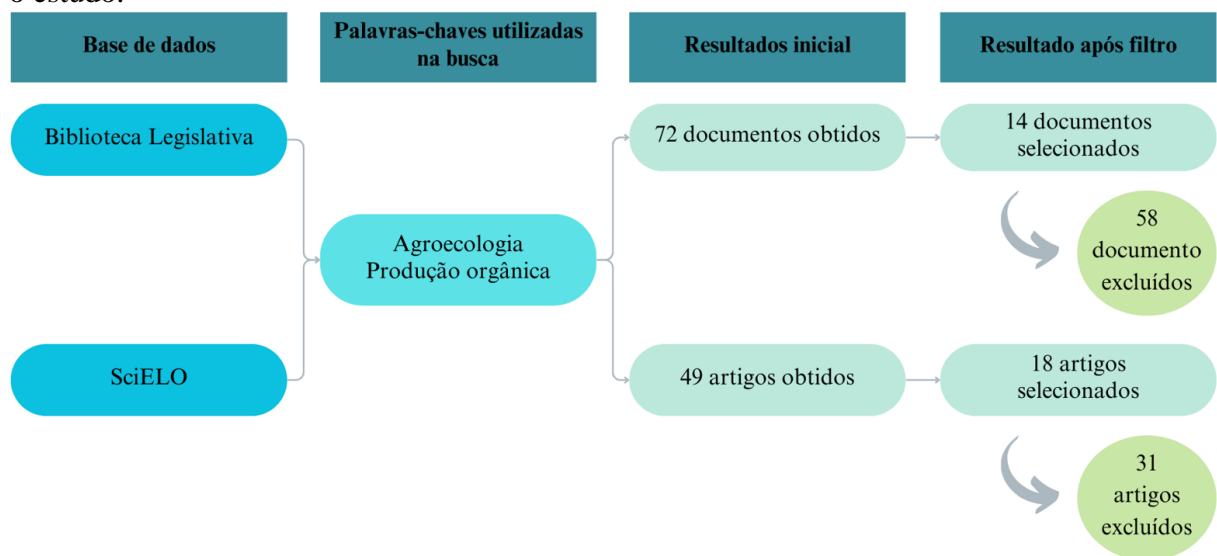 o estudo.
Base de dados
Palavras-chaves utilizadas
na busca
Resultados inicial
Resultado após filtro
Biblioteca Legislativa
72 documentos obtidos
14 documentos
selecionados
58
documento
excluídos
Agroecologia
Produção orgânica
SciELO
49 artigos obtidos
18 artigos
selecionados
31
artigos
excluídos